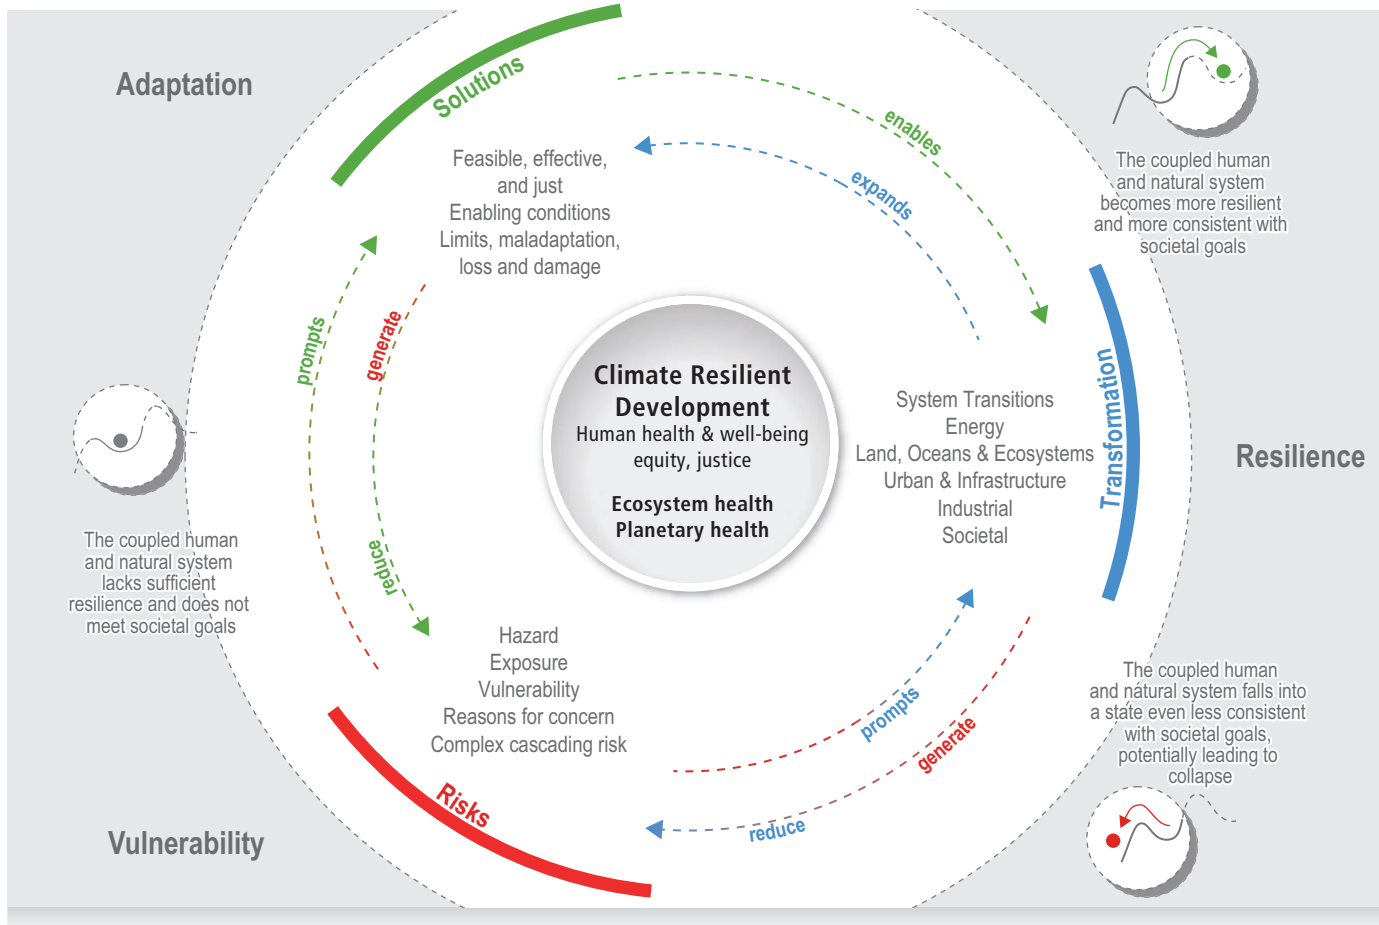 Adaptation
Solutions
Feasible, effective,
and just
Enabling conditions
Limits, maladaptation,
loss and damage
enables
expands
The coupled human
and natural system
becomes more resilient
and more consistent with
societal goals
prompts
generate
reduce
Climate Resilient
Development
Human health & well-being
equity, justice
Ecosystem health
Planetary health
System Transitions
Energy
Land, Oceans & Ecosystems
Urban & Infrastructure
Industrial
Societal
Transformation
Resilience
The coupled human
and natural system
lacks sufficient
resilience and does not
meet societal goals
Hazard
Exposure
Vulnerability
Reasons for concern
Complex cascading risk
Risks
prompts
generate
reduce
The coupled human
and natural system falls into
a state even less consistent
with societal goals,
potentially leading to
collapse
Vulnerability